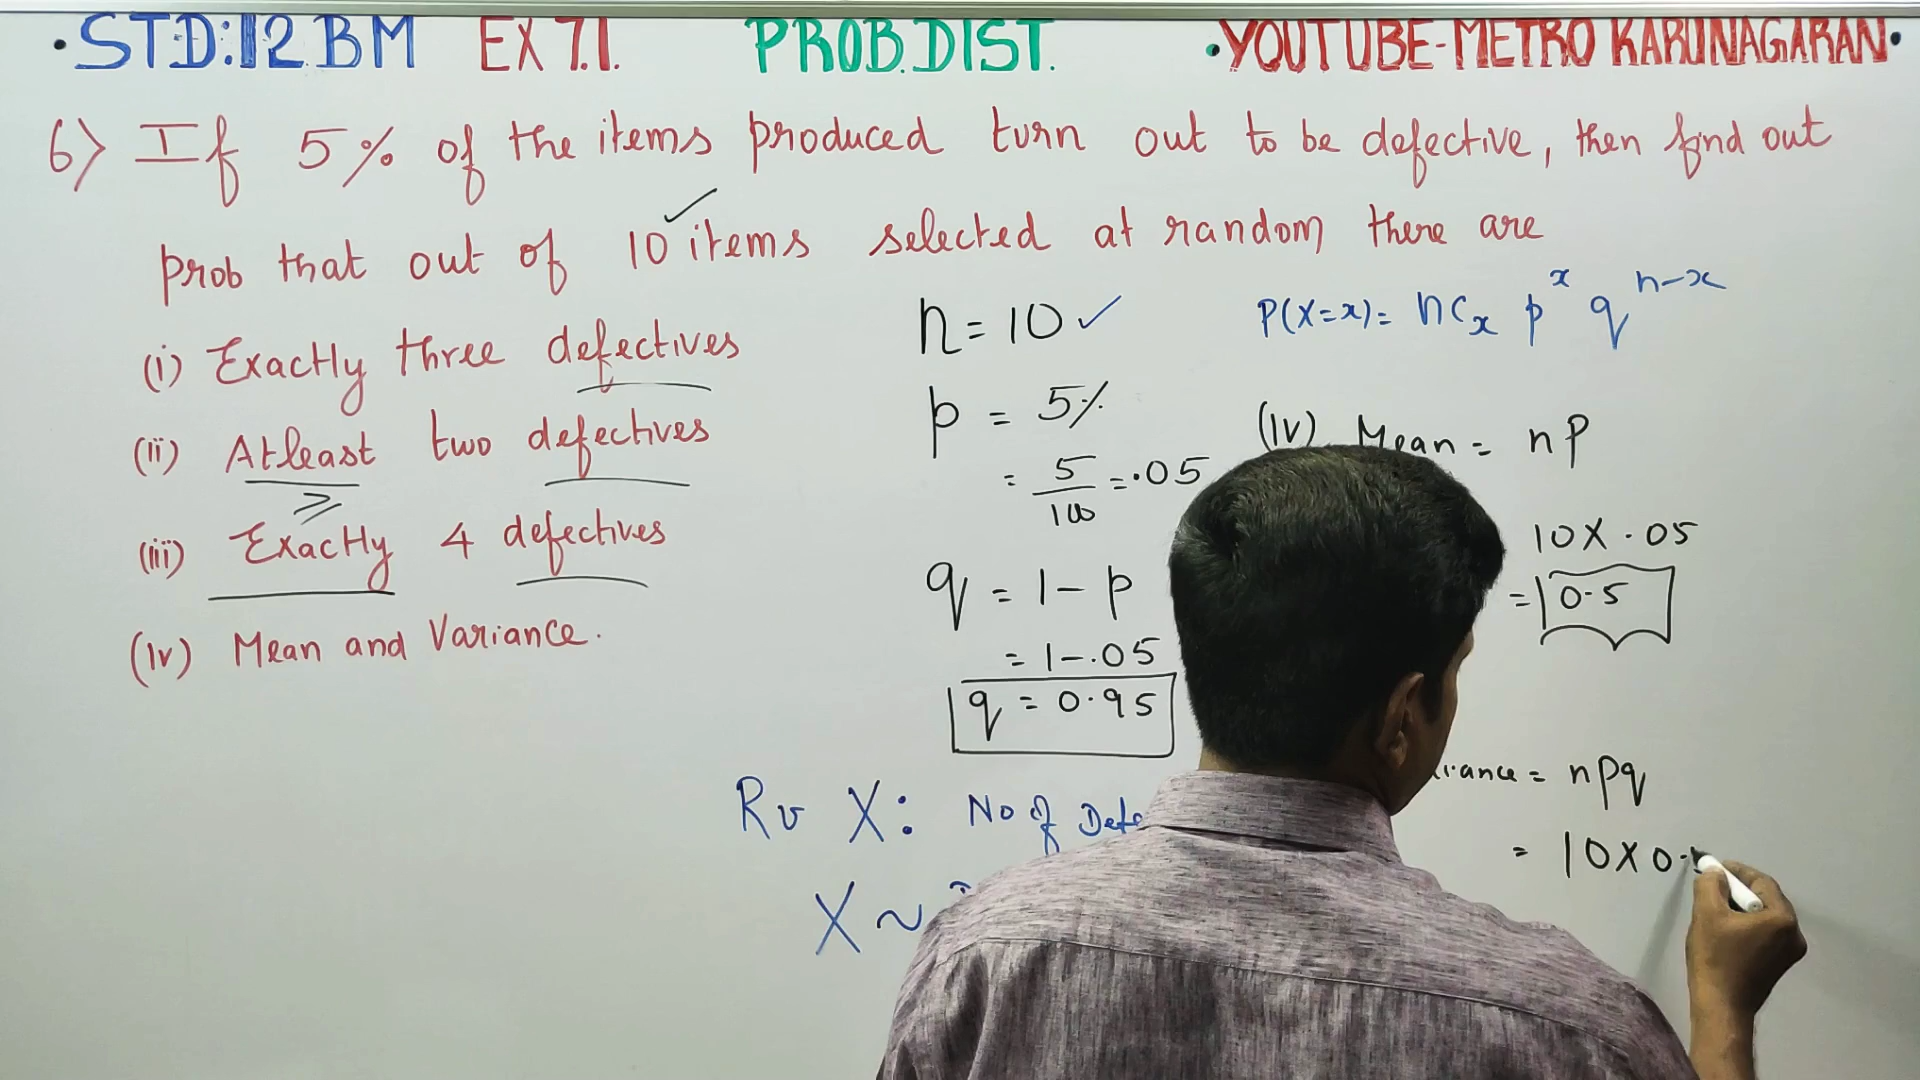 ·STD:12 BM EX 7.1. PROB.DIST. ·YOUTUBE-METRO KARUNAGARAN·
6) If 5% of the items produced turn out to be defective, then find out
prob that out of 10 items selected at random there are
(i) Exactly three defectives
(ii) Atleast two defectives
≥
(iii) Exactly 4 defectives
(iv) Mean and Variance.
n = 10 ✓
p = 5%
= 5/100 = .05
q = 1 - p
= 1 - .05
q = 0.95
Rv X: No of
X ~
P(X=x) = nCx p^x q^n-x
(iv) Mean = np
10 X .05
= 0.5
= npq
= 10 X 0.